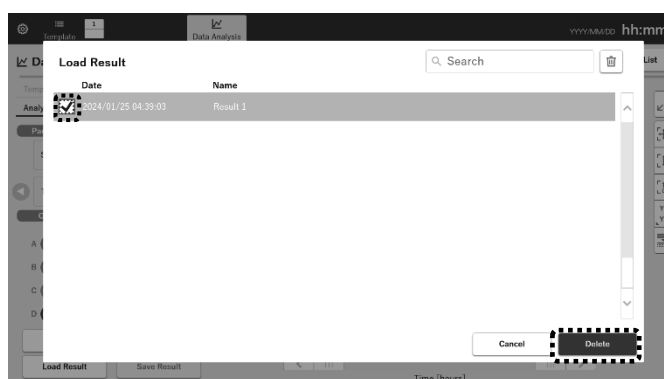 1
Template
Data Analysis
YYYY/MM/DD hh:mm
Load Result
Search
List
Date Name
2024/01/25 04:39:03 Result 1
A
B
C
D
Cancel Delete
Load Result Save Result
Time [hours]